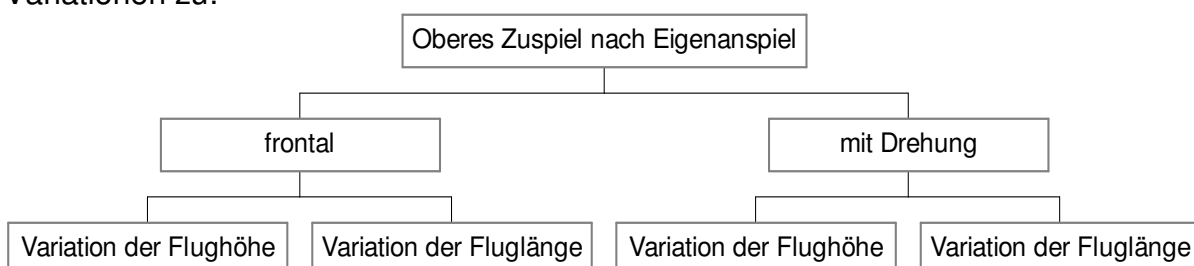 Variationen zu:
Oberes Zuspiel nach Eigenanspiel
frontal
mit Drehung
Variation der Flughöhe
Variation der Fluglänge
Variation der Flughöhe
Variation der Fluglänge